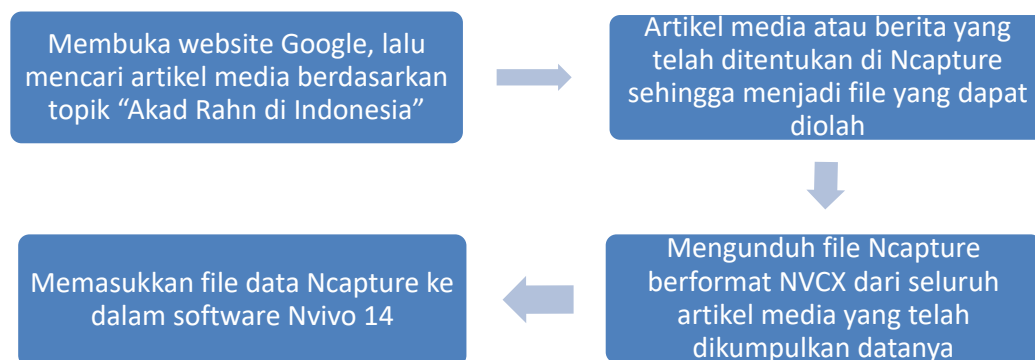 Membuka website Google, lalu
mencari artikel media berdasarkan
topik “Akad Rahn di Indonesia”
Artikel media atau berita yang
telah ditentukan di Ncapture
sehingga menjadi file yang dapat
diolah
Mengunduh file Ncapture
berformat NVCX dari seluruh
artikel media yang telah
dikumpulkan datanya
Memasukkan file data Ncapture ke
dalam software Nvivo 14